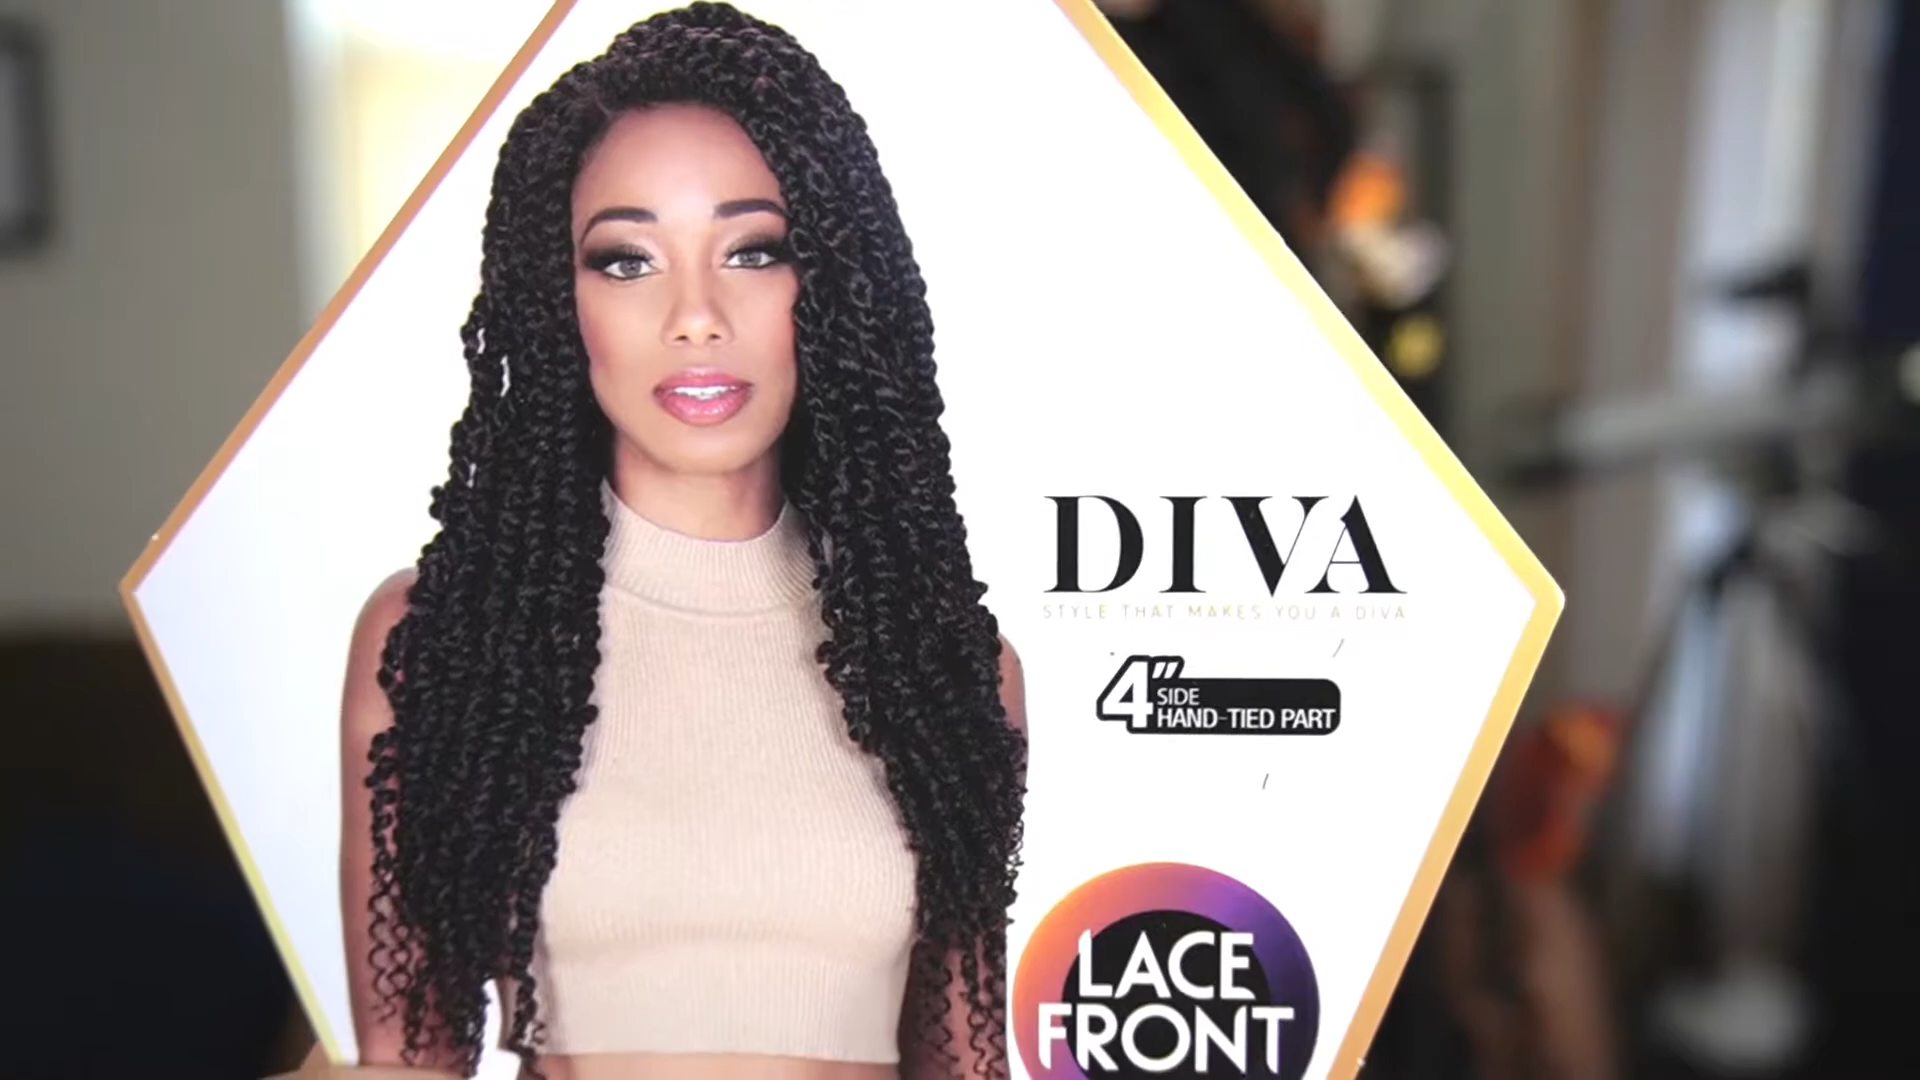 DIVA
STYLE THAT MAKES YOU A DIVA
4" SIDE
HAND-TIED PART
LACE
FRONT